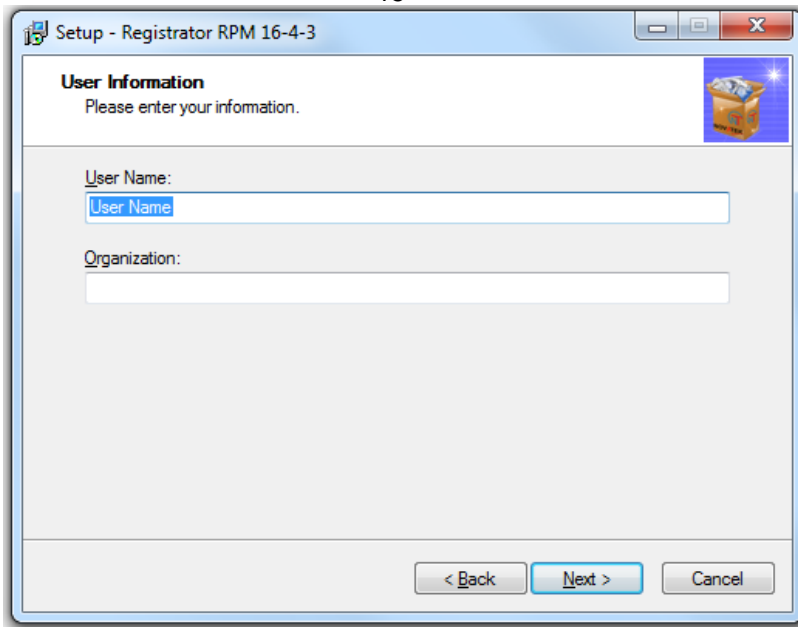 Setup - Registrator RPM 16-4-3
User Information
Please enter your information.
User Name:
User Name
Organization:
< Back
Next >
Cancel